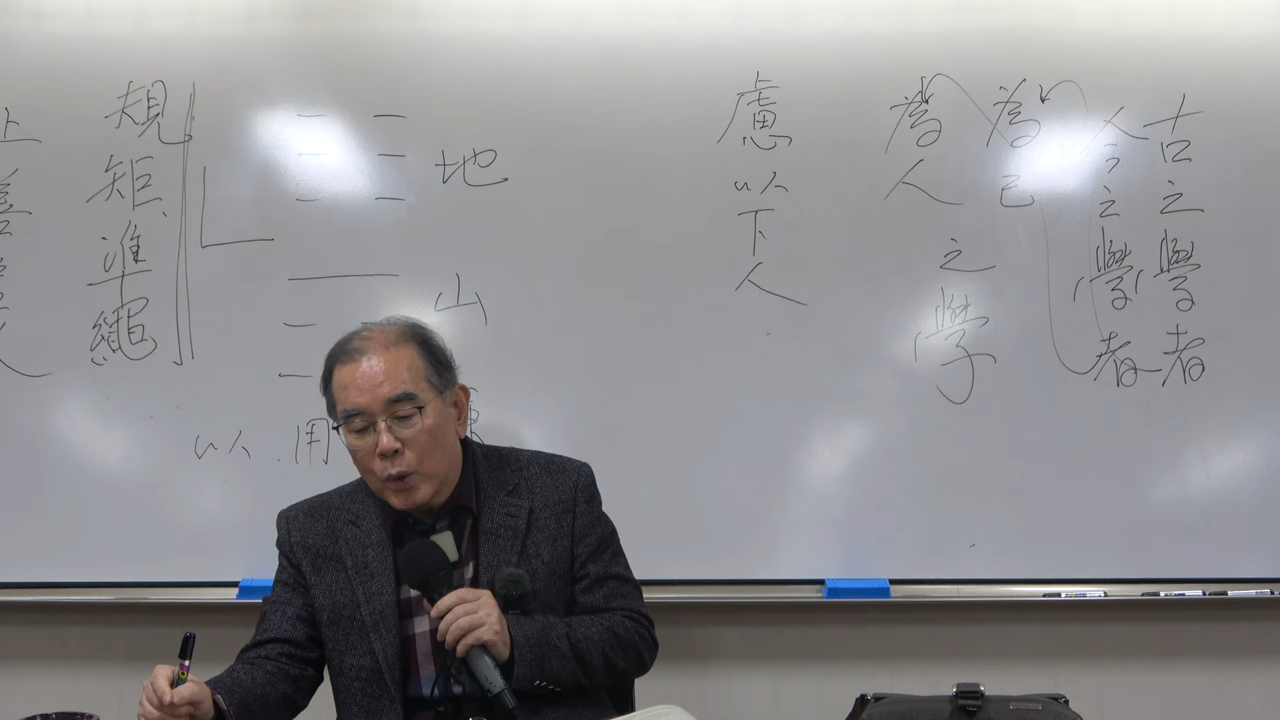 古之學者
今之學者
為己
為人
之學
慮以下人
地
山
以用
規矩準繩
善